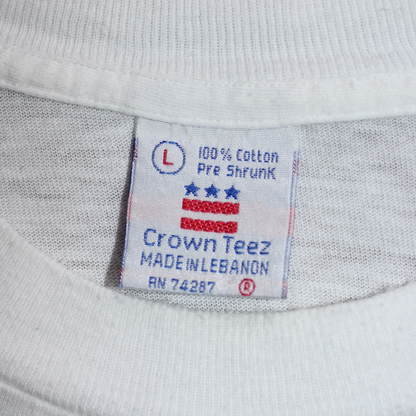 L
100% Cotton
Pre Shrunk
Crown Teez
MADE IN LEBANON
RN 74287 ®